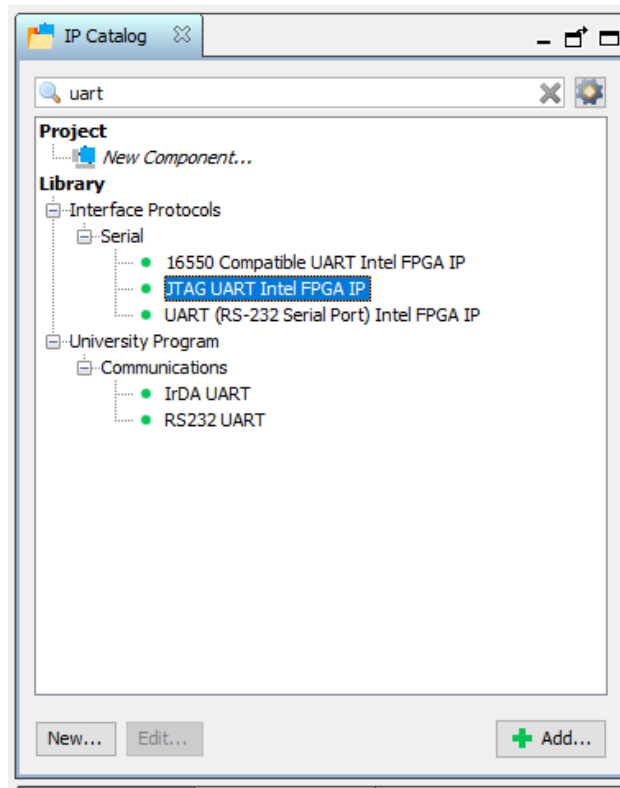 IP Catalog
uart
Project
New Component...
Library
Interface Protocols
Serial
16550 Compatible UART Intel FPGA IP
JTAG UART Intel FPGA IP
UART (RS-232 Serial Port) Intel FPGA IP
University Program
Communications
IrDA UART
RS232 UART
New... Edit... Add...